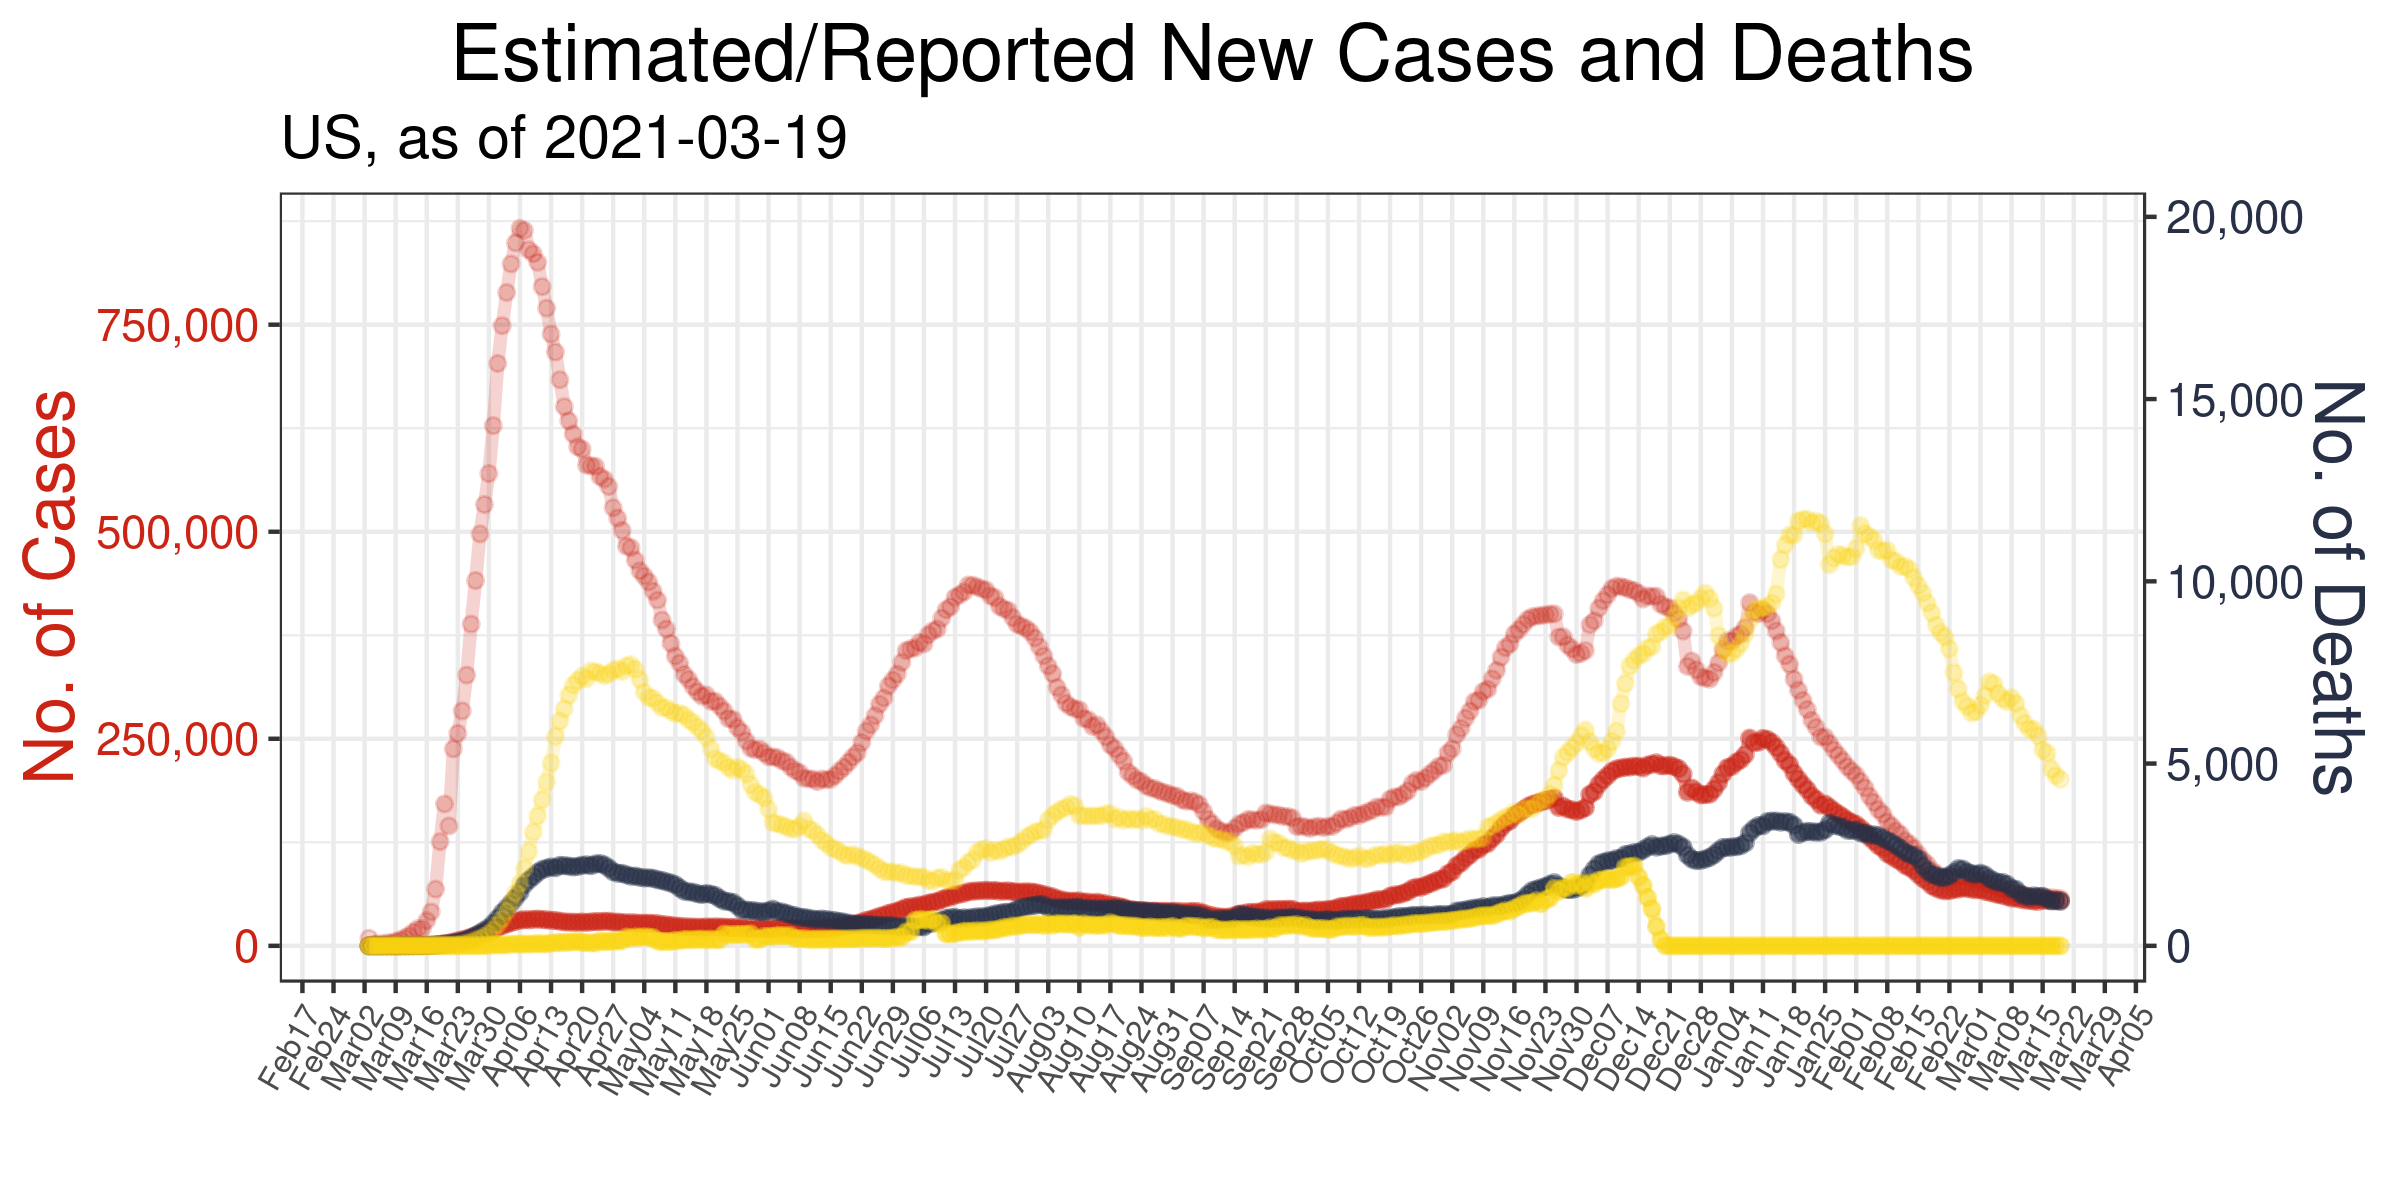 Estimated/Reported New Cases and Deaths
US, as of 2021-03-19
No. of Cases
750,000
500,000
250,000
0
20,000
15,000
10,000
5,000
0
No. of Deaths
Feb17
Feb24
Mar02
Mar09
Mar16
Mar23
Mar30
Apr06
Apr13
Apr20
Apr27
May04
May11
May18
May25
Jun01
Jun08
Jun15
Jun22
Jun29
Jul06
Jul13
Jul20
Jul27
Aug03
Aug10
Aug17
Aug24
Aug31
Sep07
Sep14
Sep21
Sep28
Oct05
Oct12
Oct19
Oct26
Nov02
Nov09
Nov16
Nov23
Nov30
Dec07
Dec14
Dec21
Dec28
Jan04
Jan11
Jan18
Jan25
Feb01
Feb08
Feb15
Feb22
Mar01
Mar08
Mar15
Mar22
Mar29
Apr05